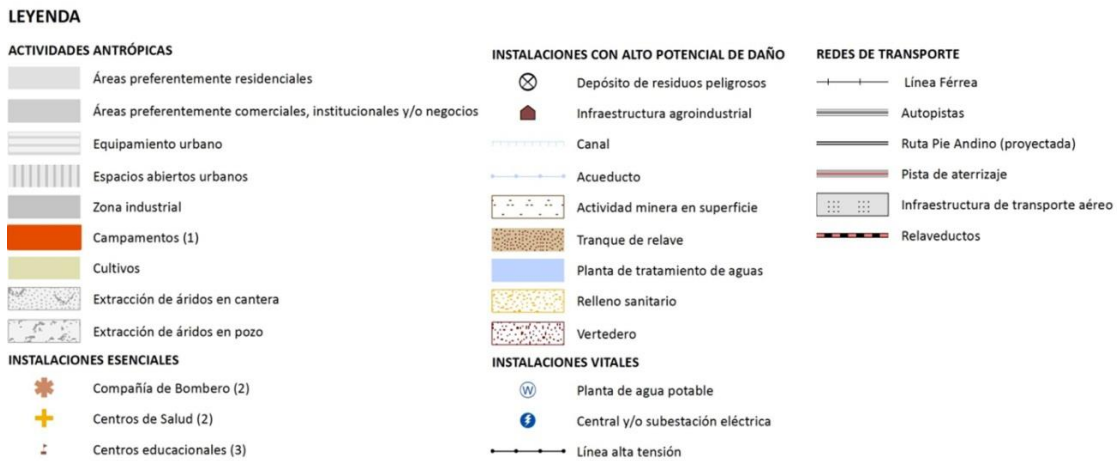 LEYENDA
ACTIVIDADES ANTRÓPICAS
Áreas preferentemente residenciales
Áreas preferentemente comerciales, institucionales y/o negocios
Equipamiento urbano
Espacios abiertos urbanos
Zona industrial
Campamentos (1)
Cultivos
Extracción de áridos en cantera
Extracción de áridos en pozo
INSTALACIONES ESENCIALES
Compañía de Bombero (2)
Centros de Salud (2)
Centros educacionales (3)
INSTALACIONES CON ALTO POTENCIAL DE DAÑO
Depósito de residuos peligrosos
Infraestructura agroindustrial
Canal
Acueducto
Actividad minera en superficie
Tranque de relave
Planta de tratamiento de aguas
Relleno sanitario
Vertedero
INSTALACIONES VITALES
W Planta de agua potable
Central y/o subestación eléctrica
Línea alta tensión
REDES DE TRANSPORTE
Línea Férrea
Autopistas
Ruta Pie Andino (proyectada)
Pista de aterrizaje
Infraestructura de transporte aéreo
Relaveductos